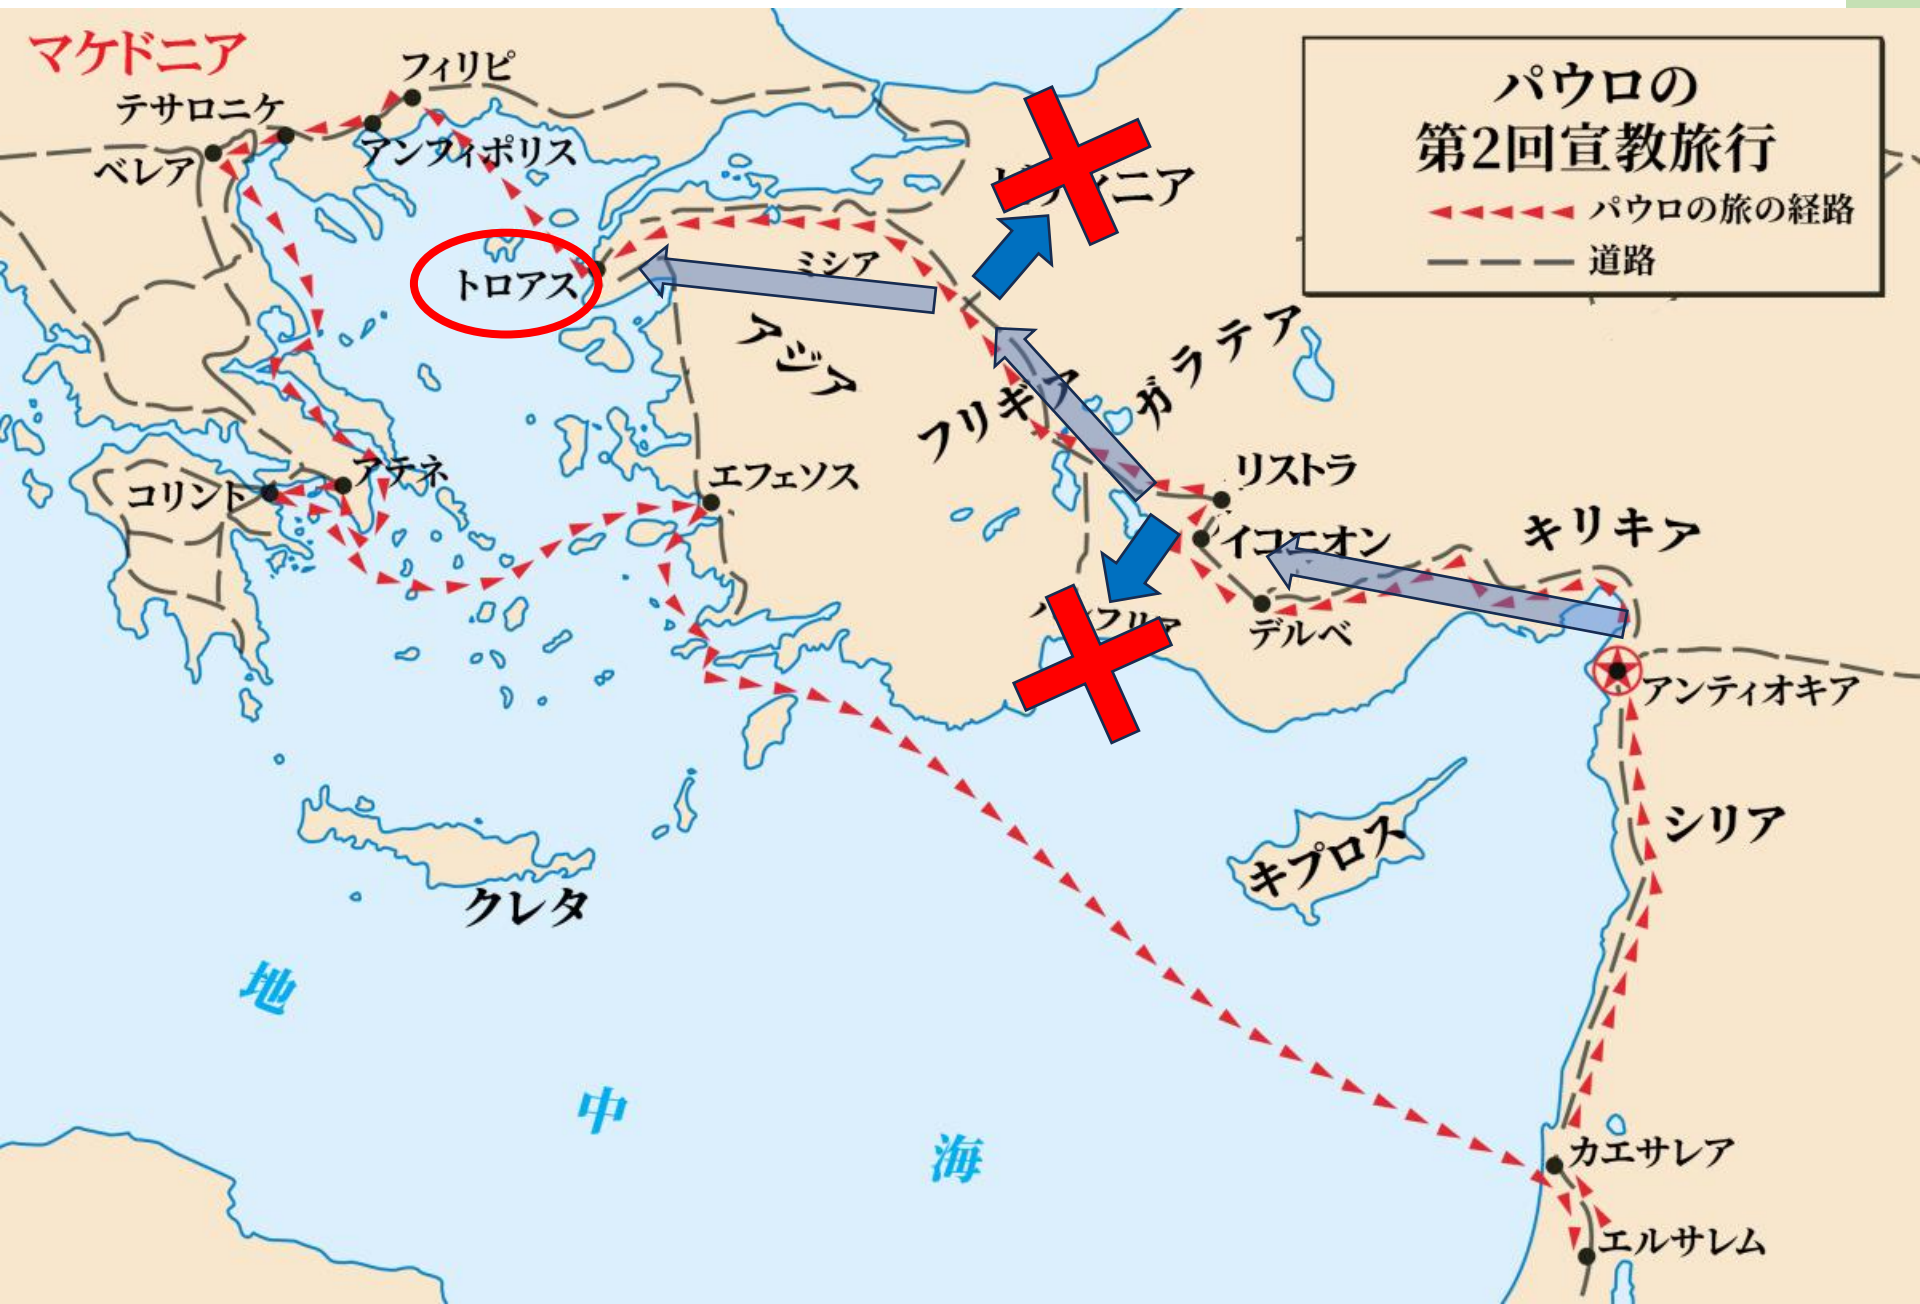 マケドニア
フィリピ
テサロニケ
アンフィポリス
ベレア
パウロの
第2回宣教旅行
パウロの旅の経路
道路
ミシア
トロアス
アジア
フリギア
ガラテア
アテネ
コリント
エフェソス
リストラ
イコニオン
キリキア
デルベ
アンティオキア
シリア
キプロス
クレタ
地
中
海
カエサレア
エルサレム